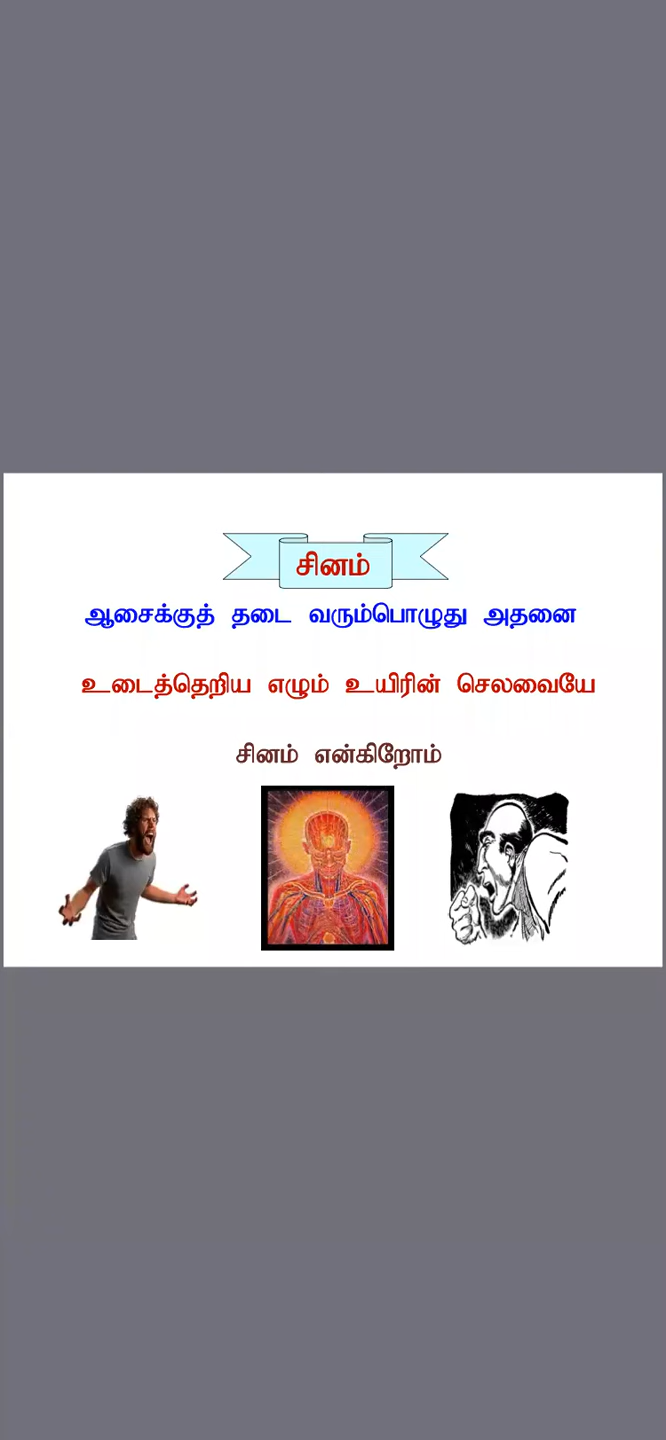 சினம்
ஆசைக்குத் தடை வரும்பொழுது அதனை
உடைத்தெறிய எழும் உயிரின் செலவையே
சினம் என்கிறோம்